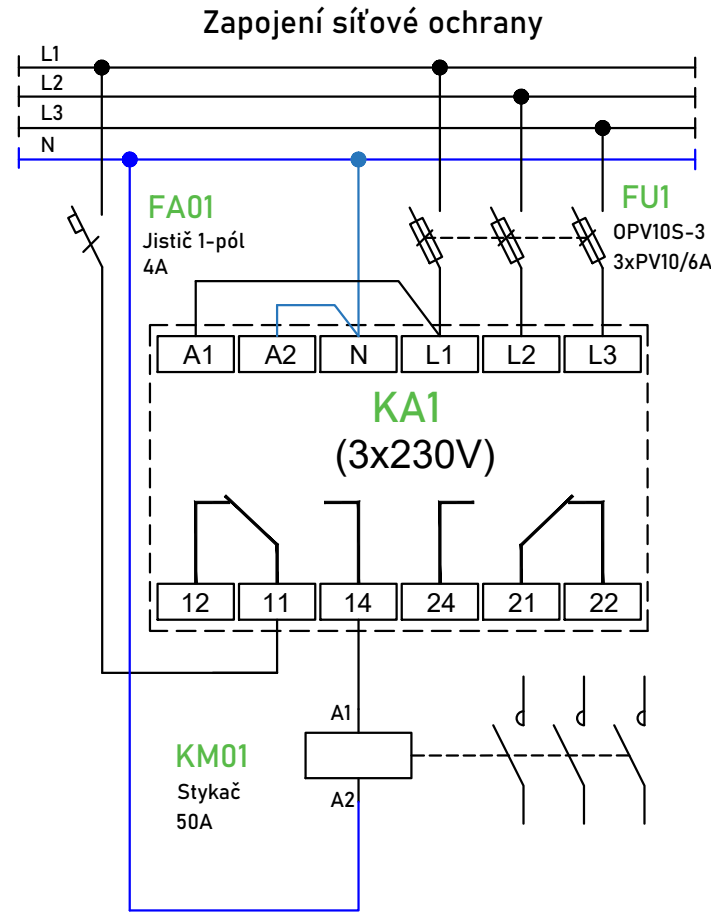 Zapojení síťové ochrany
L1
L2
L3
N
FA01
Jistič 1-pól
4A
FU1
OPV10S-3
3xPV10/6A
A1 A2 N L1 L2 L3
KA1
(3x230V)
12 11 14 24 21 22
A1
KM01
Stykač
50A
A2